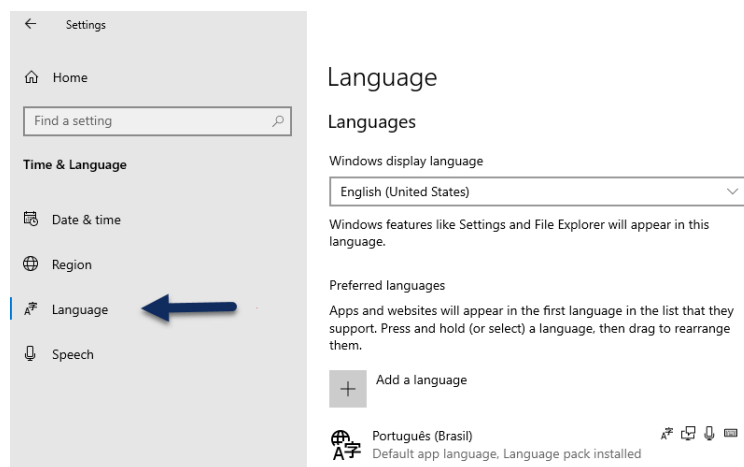 Settings
Home
Find a setting
Time & Language
Date & time
Region
Language
Speech
Language
Languages
Windows display language
English (United States)
Windows features like Settings and File Explorer will appear in this
language.
Preferred languages
Apps and websites will appear in the first language in the list that they
support. Press and hold (or select) a language, then drag to rearrange
them.
Add a language
Português (Brasil)
Default app language, Language pack installed